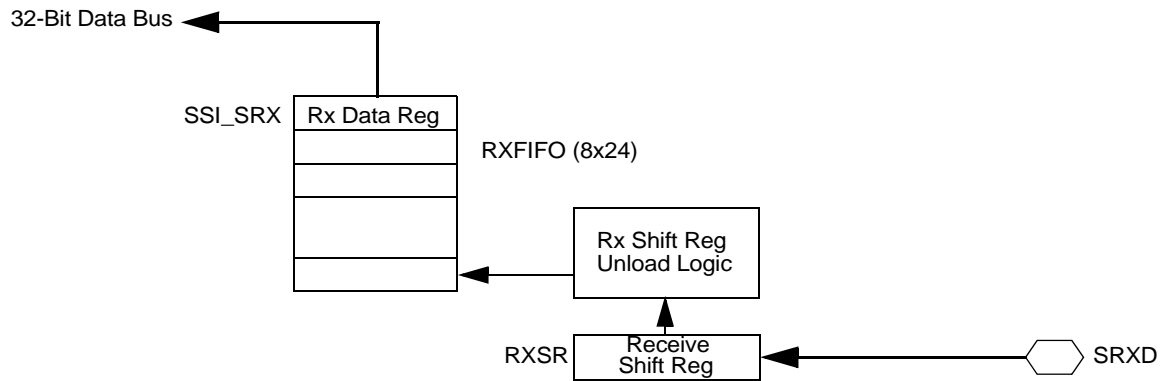 32-Bit Data Bus
SSI_SRX
Rx Data Reg
RXFIFO (8x24)
Rx Shift Reg
Unload Logic
RXSR
Receive
Shift Reg
SRXD